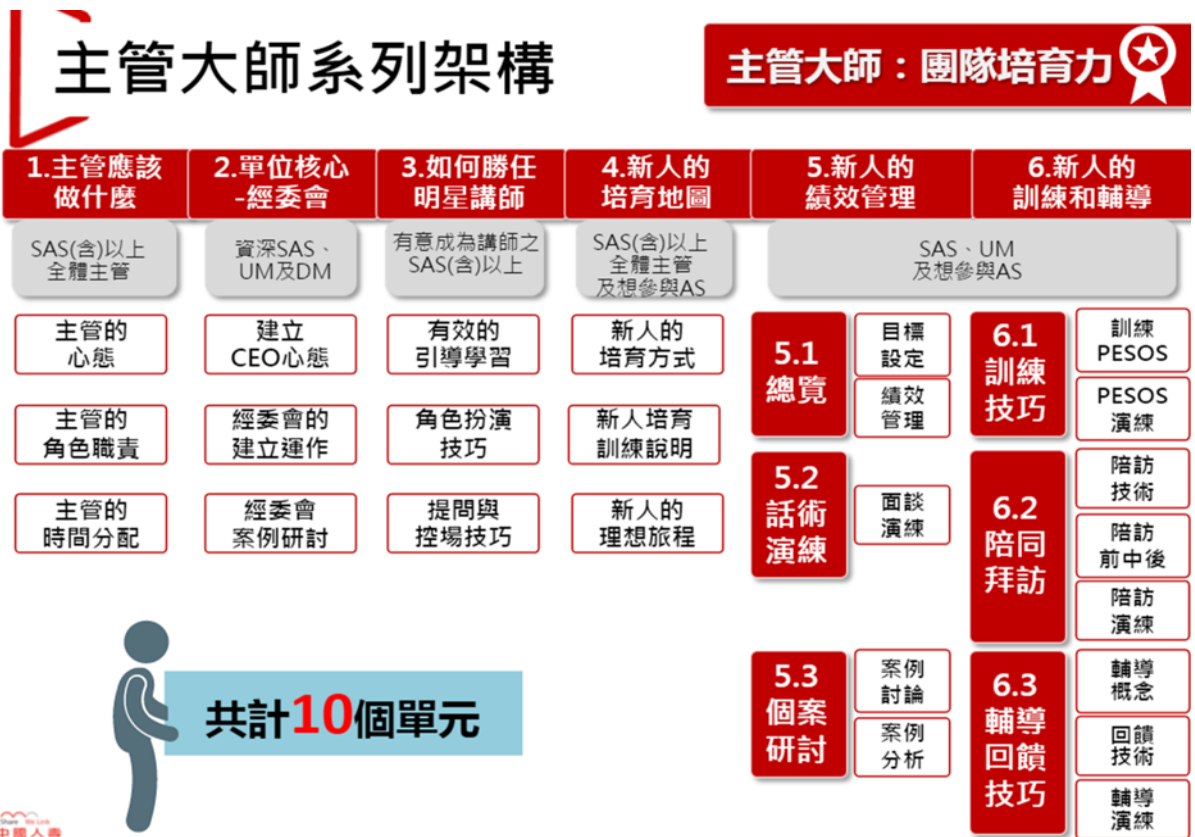 主管大師系列架構
主管大師：團隊培育力
1.主管應該
做什麼
2.單位核心
-經委會
3.如何勝任
明星講師
4.新人的
培育地圖
5.新人的
績效管理
6.新人的
訓練和輔導
SAS(含)以上
全體主管
資深SAS、
UM及DM
有意成為講師之
SAS(含)以上
SAS(含)以上
全體主管
及想參與AS
SAS、UM
及想參與AS
主管的
心態
主管的
角色職責
主管的
時間分配
建立
CEO心態
經委會的
建立運作
經委會
案例研討
有效的
引導學習
角色扮演
技巧
提問與
控場技巧
新人的
培育方式
新人培育
訓練說明
新人的
理想旅程
5.1
總覽
目標
設定
績效
管理
5.2
話術
演練
面談
演練
5.3
個案
研討
案例
討論
案例
分析
6.1
訓練
技巧
訓練
PESOS
PESOS
演練
6.2
陪同
拜訪
陪訪
技術
陪訪
前中後
陪訪
演練
6.3
輔導
回饋
技巧
輔導
概念
回饋
技術
輔導
演練
共計10個單元
Share We Link
中國人壽